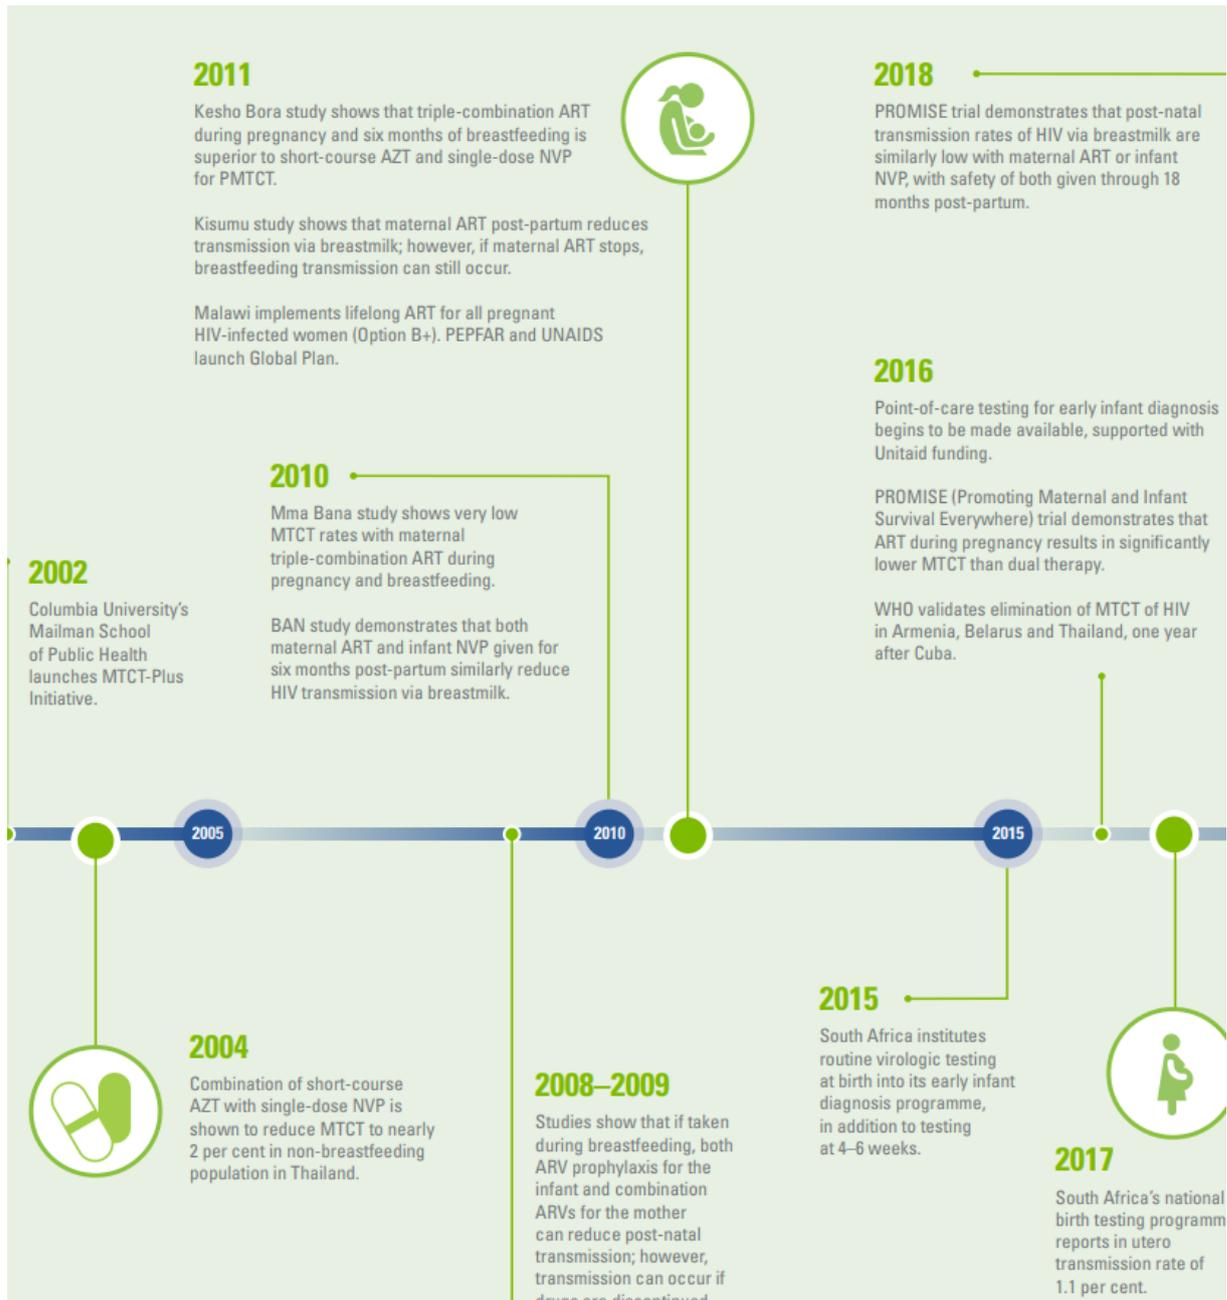 2011
Kesho Bora study shows that triple-combination ART
during pregnancy and six months of breastfeeding is
superior to short-course AZT and single-dose NVP
for PMTCT.
Kisumu study shows that maternal ART post-partum reduces
transmission via breastmilk; however, if maternal ART stops,
breastfeeding transmission can still occur.
Malawi implements lifelong ART for all pregnant
HIV-infected women (Option B+). PEPFAR and UNAIDS
launch Global Plan.
2018
PROMISE trial demonstrates that post-natal
transmission rates of HIV via breastmilk are
similarly low with maternal ART or infant
NVP, with safety of both given through 18
months post-partum.
2016
Point-of-care testing for early infant diagnosis
begins to be made available, supported with
Unitaid funding.
PROMISE (Promoting Maternal and Infant
Survival Everywhere) trial demonstrates that
ART during pregnancy results in significantly
lower MTCT than dual therapy.
WHO validates elimination of MTCT of HIV
in Armenia, Belarus and Thailand, one year
after Cuba.
2010
Mma Bana study shows very low
MTCT rates with maternal
triple-combination ART during
pregnancy and breastfeeding.
BAN study demonstrates that both
maternal ART and infant NVP given for
six months post-partum similarly reduce
HIV transmission via breastmilk.
2002
Columbia University's
Mailman School
of Public Health
launches MTCT-Plus
Initiative.
2005
2010
2015
2004
Combination of short-course
AZT with single-dose NVP is
shown to reduce MTCT to nearly
2 per cent in non-breastfeeding
population in Thailand.
2008–2009
Studies show that if taken
during breastfeeding, both
ARV prophylaxis for the
infant and combination
ARVs for the mother
can reduce post-natal
transmission; however,
transmission can occur if
drugs are discontinued
2015
South Africa institutes
routine virologic testing
at birth into its early infant
diagnosis programme,
in addition to testing
at 4–6 weeks.
2017
South Africa's national
birth testing programm
reports in utero
transmission rate of
1.1 per cent.